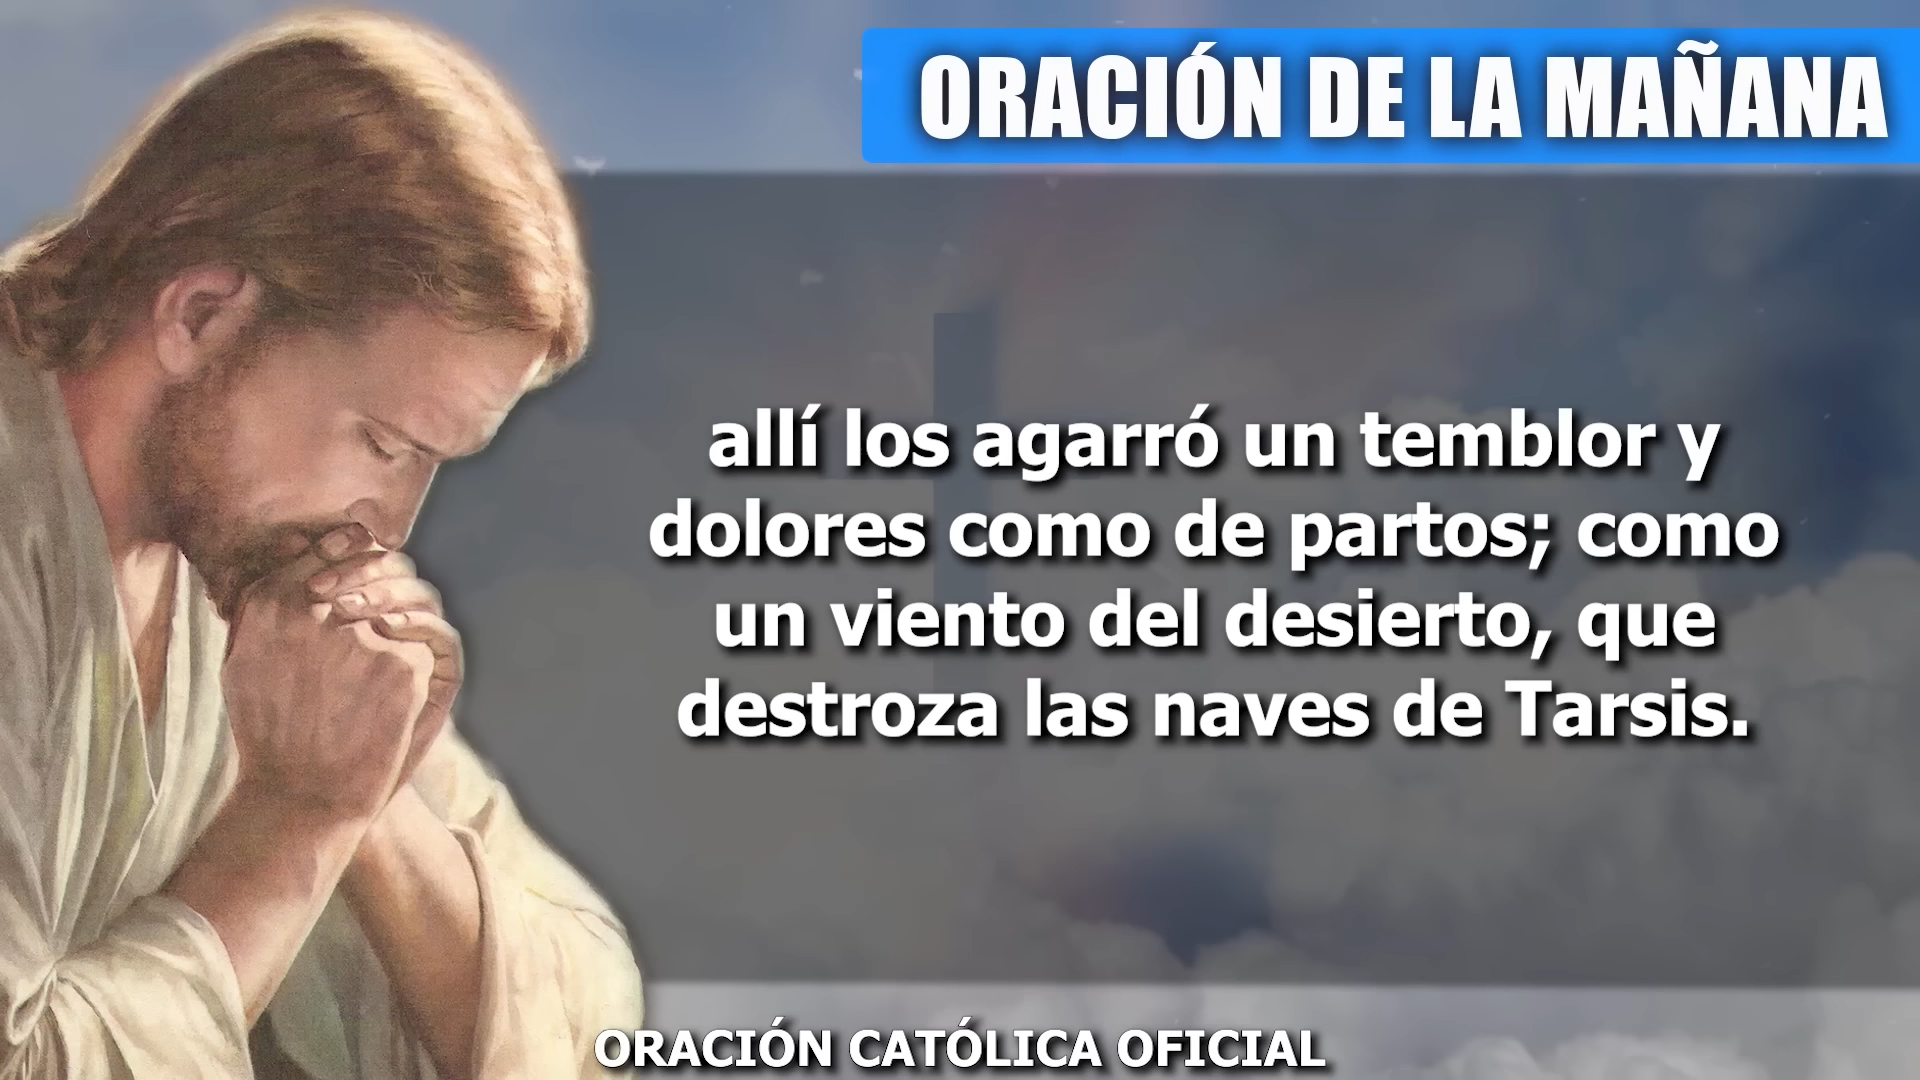 ORACIÓN DE LA MAÑANA
allí los agarró un temblor y
dolores como de partos; como
un viento del desierto, que
destroza las naves de Tarsis.
ORACIÓN CATÓLICA OFICIAL